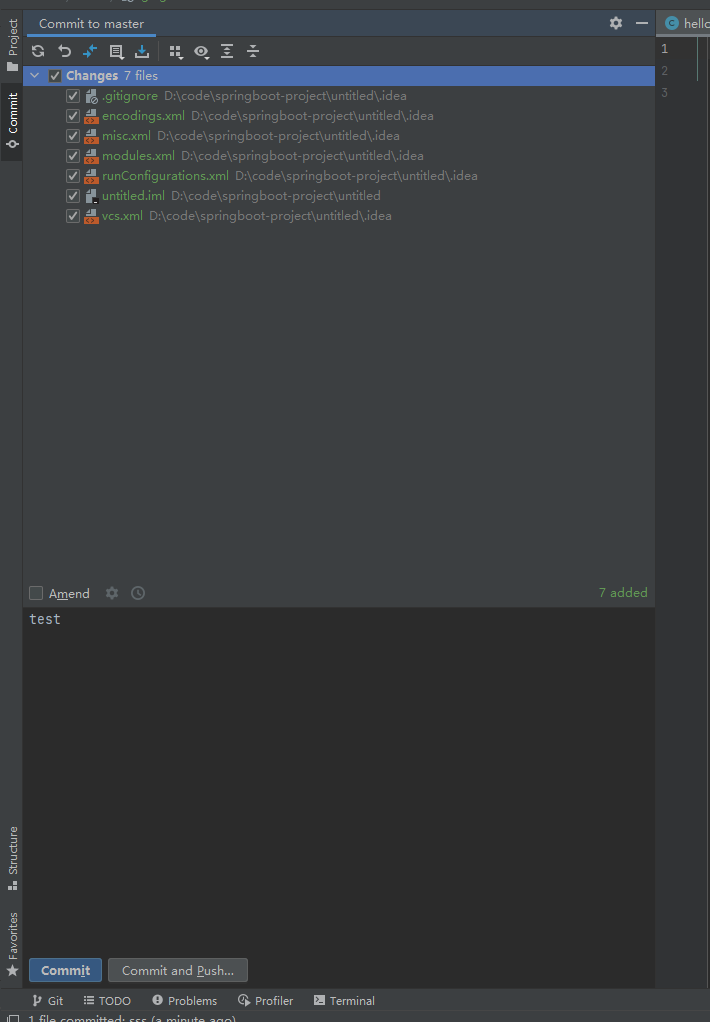 Project
Commit
Commit to master
Changes 7 files
.gitignore D:\code\springboot-project\untitled\.idea
encodings.xml D:\code\springboot-project\untitled\.idea
misc.xml D:\code\springboot-project\untitled\.idea
modules.xml D:\code\springboot-project\untitled\.idea
runConfigurations.xml D:\code\springboot-project\untitled\.idea
untitled.iml D:\code\springboot-project\untitled
vcs.xml D:\code\springboot-project\untitled\.idea
C hello
1
2
3
Amend 7 added
test
Structure
Favorites
Commit Commit and Push...
Git TODO Problems Profiler Terminal
1 file committed: sss (a minute ago)